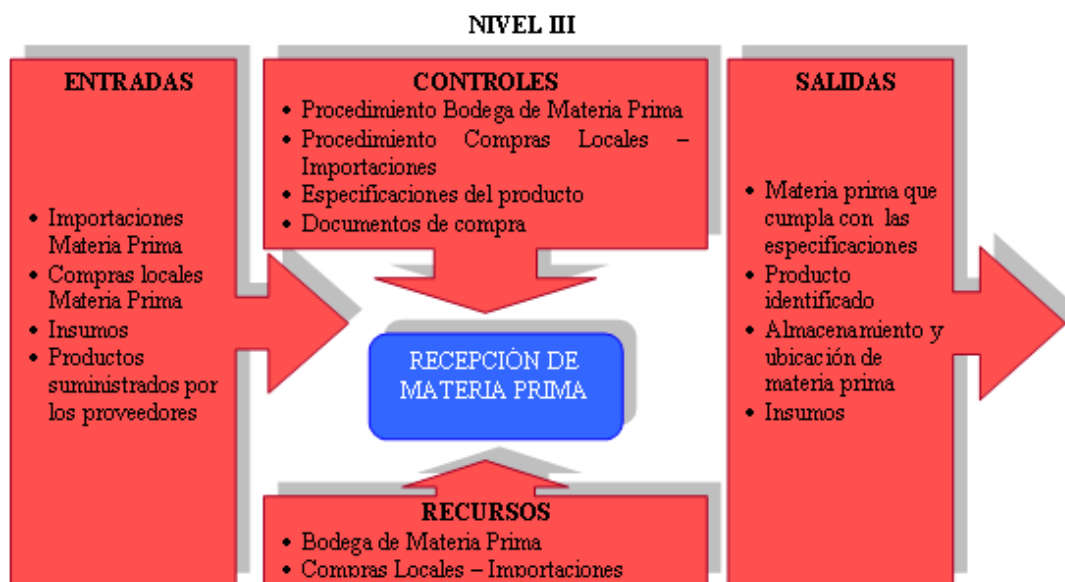 NIVEL III
ENTRADAS
• Importaciones
Materia Prima
• Compras locales
Materia Prima
• Insumos
• Productos
suministrados por
los proveedores
CONTROLES
• Procedimiento Bodega de Materia Prima
• Procedimiento Compras Locales –
Importaciones
• Especificaciones del producto
• Documentos de compra
RECEPCIÓN DE
MATERIA PRIMA
RECURSOS
• Bodega de Materia Prima
• Compras Locales – Importaciones
SALIDAS
• Materia prima que
cumpla con las
especificaciones
• Producto
identificado
• Almacenamiento y
ubicación de
materia prima
• Insumos